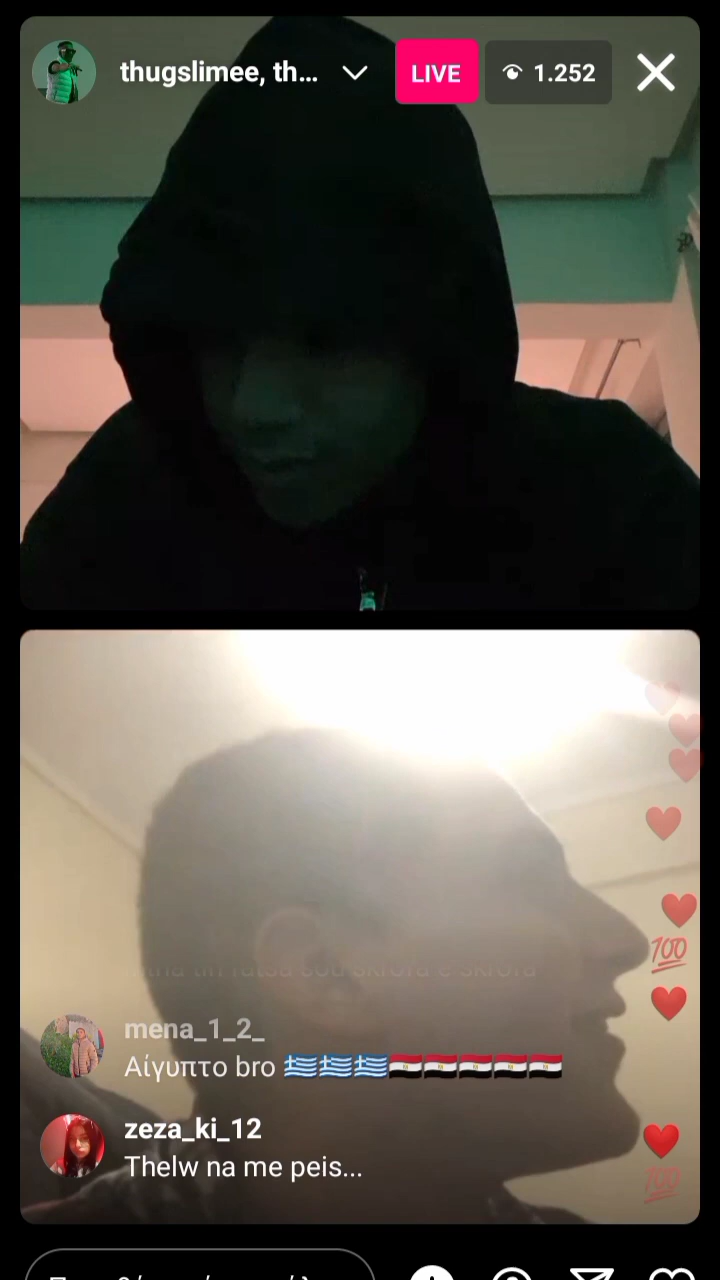 thugslimee, th...
LIVE
1.252
mena_1_2_
Αίγυπτο bro 🇬🇷🇬🇷🇬🇷🇪🇬🇪🇬🇪🇬🇪🇬🇪🇬
zeza_ki_12
Thelw na me peis...